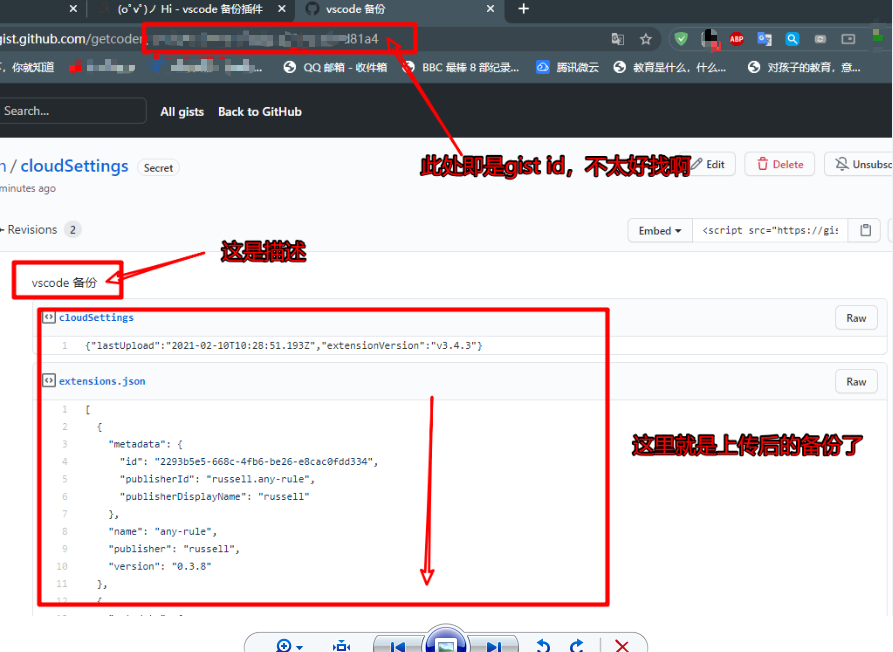 (oﾟvﾟ)ノ Hi - vscode 备份插件
vscode 备份
gist.github.com/getcoder
d81a4
ABP
，你就知道
QQ 邮箱 - 收件箱
BBC 最棒 8 部纪录...
腾讯微云
教育是什么，什么...
对孩子的教育，意...
Search...
All gists
Back to GitHub
此处即是gist id，不太好找啊
n / cloudSettings
Secret
Edit
Delete
Unsubsc
minutes ago
Revisions 2
Embed
<script src="https://gis
这是描述
vscode 备份
cloudSettings
Raw
1 {"lastUpload":"2021-02-10T10:28:51.193Z","extensionVersion":"v3.4.3"}
extensions.json
Raw
1 [
2 {
3 "metadata": {
4 "id": "2293b5e5-668c-4fb6-be26-e8cac0fdd334",
5 "publisherId": "russell.any-rule",
6 "publisherDisplayName": "russell"
7 },
8 "name": "any-rule",
9 "publisher": "russell",
10 "version": "0.3.8"
11 },
12 {
这里就是上传后的备份了